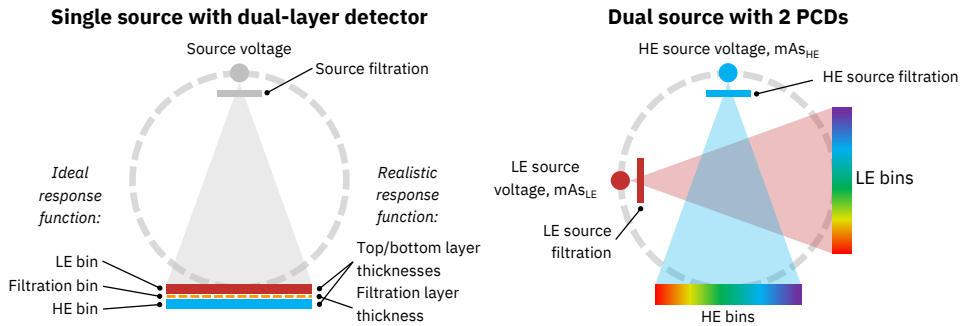 Single source with dual-layer detector
Source voltage
Source filtration
Ideal
response
function:
Realistic
response
function:
LE bin
Filtration bin
HE bin
Top/bottom layer
thicknesses
Filtration layer
thickness
Dual source with 2 PCDs
HE source voltage, mAsHE
HE source filtration
LE source
voltage, mAsLE
LE source
filtration
LE bins
HE bins